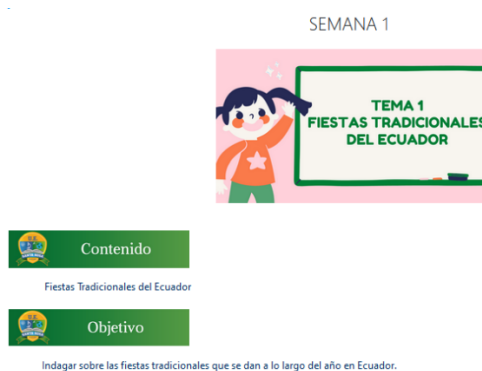 SEMANA 1
TEMA 1
FIESTAS TRADICIONALES
DEL ECUADOR
Contenido
Fiestas Tradicionales del Ecuador
Objetivo
Indagar sobre las fiestas tradicionales que se dan a lo largo del año en Ecuador.